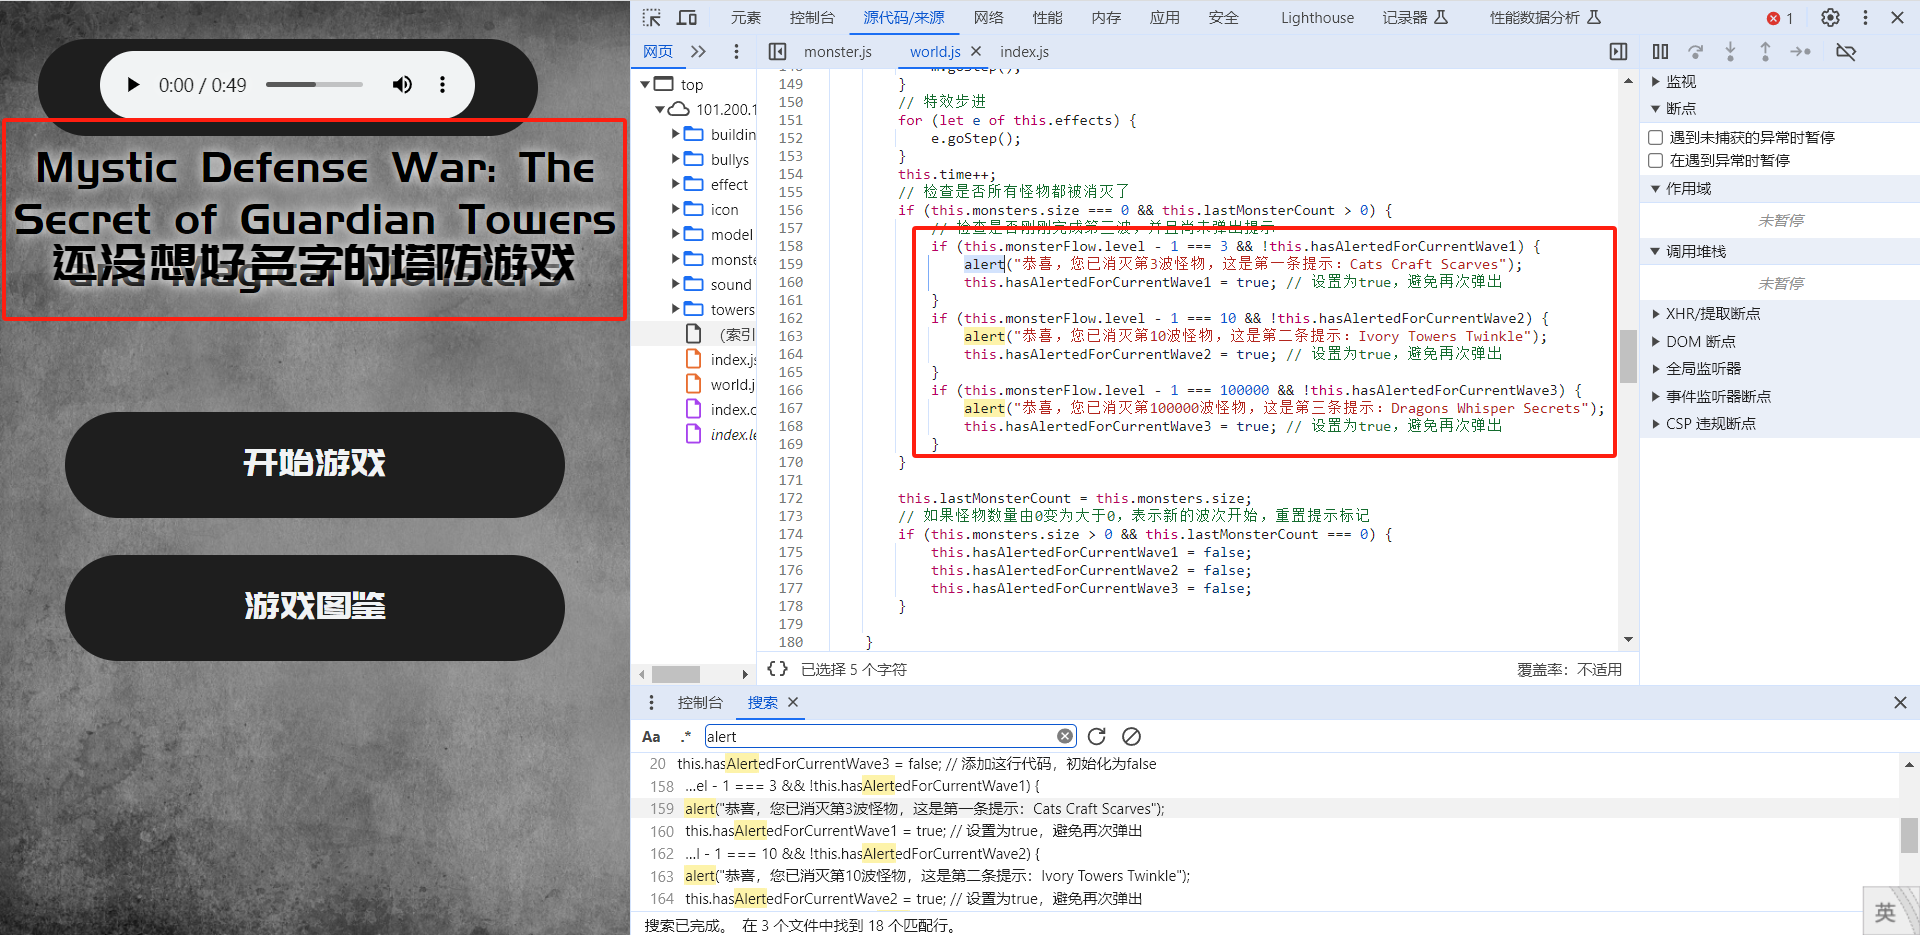 0:00 / 0:49
Mystic Defense War: The
Secret of Guardian Towers
and Magical Monsters
还没想好名字的塔防游戏
开始游戏
游戏图鉴
元素 控制台 源代码/来源 网络 性能 内存 应用 安全 Lighthouse 记录器 性能数据分析 1
网页
monster.js world.js index.js
top
101.200.1
buildin
bullys
effect
icon
model
monste
sound
towers
(索引
index.js
world.j
index.c
index.le
149 }
150 // 特效步进
151 for (let e of this.effects) {
152 e.goStep();
153 }
154 this.time++;
155 // 检查是否所有怪物都被消灭了
156 if (this.monsters.size === 0 && this.lastMonsterCount > 0) {
157 // 检查是否刚刚完成第三波，并且尚未弹出提示
158 if (this.monsterFlow.level - 1 === 3 && !this.hasAlertedForCurrentWave1) {
159 alert("恭喜，您已消灭第3波怪物，这是第一条提示：Cats Craft Scarves");
160 this.hasAlertedForCurrentWave1 = true; // 设置为true，避免再次弹出
161 }
162 if (this.monsterFlow.level - 1 === 10 && !this.hasAlertedForCurrentWave2) {
163 alert("恭喜，您已消灭第10波怪物，这是第二条提示：Ivory Towers Twinkle");
164 this.hasAlertedForCurrentWave2 = true; // 设置为true，避免再次弹出
165 }
166 if (this.monsterFlow.level - 1 === 100000 && !this.hasAlertedForCurrentWave3) {
167 alert("恭喜，您已消灭第100000波怪物，这是第三条提示：Dragons Whisper Secrets");
168 this.hasAlertedForCurrentWave3 = true; // 设置为true，避免再次弹出
169 }
170 }
171
172 this.lastMonsterCount = this.monsters.size;
173 // 如果怪物数量由0变为大于0，表示新的波次开始，重置提示标记
174 if (this.monsters.size > 0 && this.lastMonsterCount === 0) {
175 this.hasAlertedForCurrentWave1 = false;
176 this.hasAlertedForCurrentWave2 = false;
177 this.hasAlertedForCurrentWave3 = false;
178 }
179
180 }
{} 已选择 5 个字符
覆盖率：不适用
监视
断点
遇到未捕获的异常时暂停
在遇到异常时暂停
作用域
未暂停
调用堆栈
未暂停
XHR/提取断点
DOM 断点
全局监听器
事件监听器断点
CSP 违规断点
控制台 搜索
Aa .* alert
20 this.hasAlertedForCurrentWave3 = false; // 添加这行代码，初始化为false
158 ...el - 1 === 3 && !this.hasAlertedForCurrentWave1) {
159 alert("恭喜，您已消灭第3波怪物，这是第一条提示：Cats Craft Scarves");
160 this.hasAlertedForCurrentWave1 = true; // 设置为true，避免再次弹出
162 ...l - 1 === 10 && !this.hasAlertedForCurrentWave2) {
163 alert("恭喜，您已消灭第10波怪物，这是第二条提示：Ivory Towers Twinkle");
164 this.hasAlertedForCurrentWave2 = true; // 设置为true，避免再次弹出
搜索已完成。 在 3 个文件中找到 18 个匹配行。
英